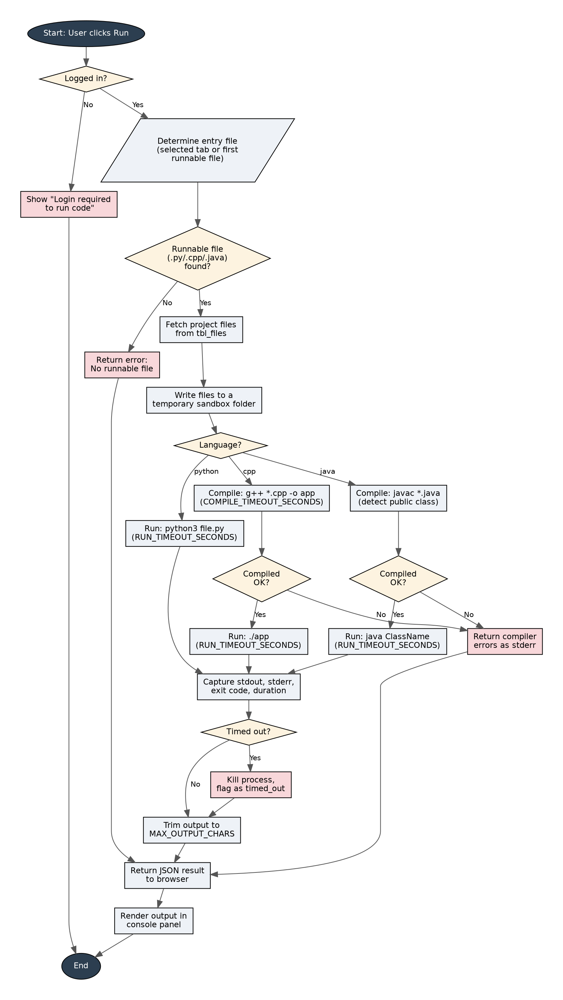 Start: User clicks Run
Logged in?
No
Yes
Determine entry file
(selected tab or first
runnable file)
Show "Login required
to run code"
Runnable file
(.py/.cpp/.java)
found?
No
Yes
Fetch project files
from tbl_files
Return error:
No runnable file
Write files to a
temporary sandbox folder
Language?
python
cpp
java
Compile: g++ *.cpp -o app
(COMPILE_TIMEOUT_SECONDS)
Compile: javac *.java
(detect public class)
Run: python3 file.py
(RUN_TIMEOUT_SECONDS)
Compiled
OK?
Compiled
OK?
Yes
No
Yes
No
Run: ./app
(RUN_TIMEOUT_SECONDS)
Run: java ClassName
(RUN_TIMEOUT_SECONDS)
Return compiler
errors as stderr
Capture stdout, stderr,
exit code, duration
Timed out?
Yes
No
Kill process,
flag as timed_out
Trim output to
MAX_OUTPUT_CHARS
Return JSON result
to browser
Render output in
console panel
End